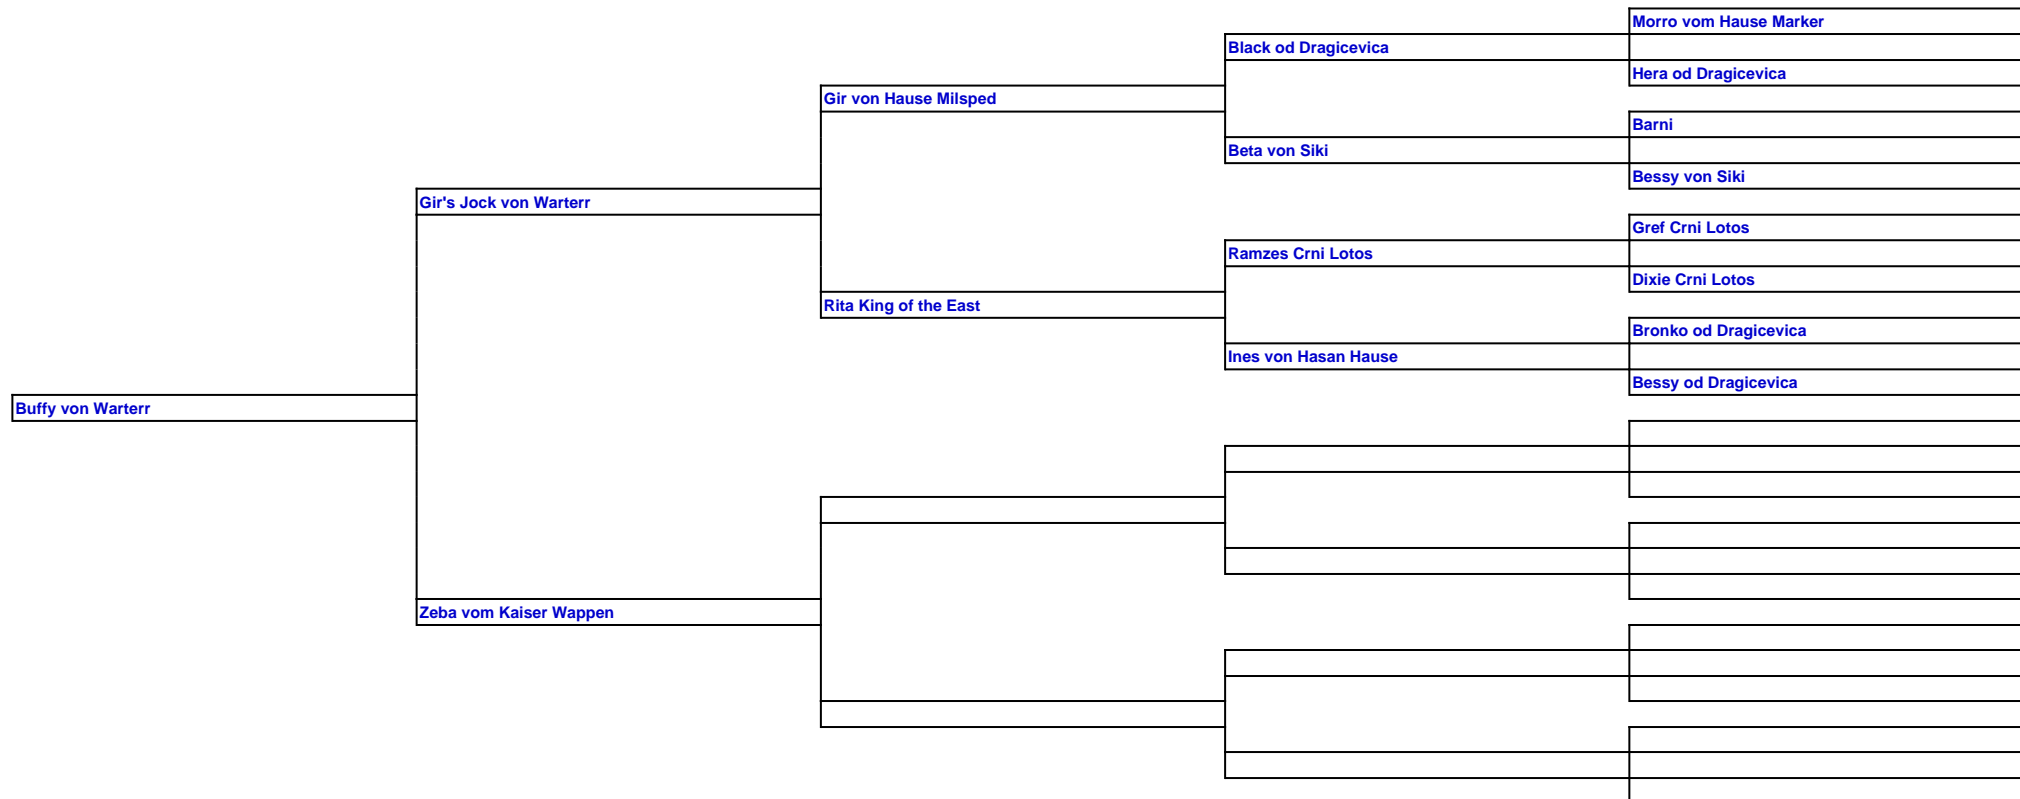 Morro vom Hause Marker
Black od Dragicevica
Hera od Dragicevica
Gir von Hause Milsped
Barni
Beta von Siki
Bessy von Siki
Gir's Jock von Warterr
Gref Crni Lotos
Ramzes Crni Lotos
Dixie Crni Lotos
Rita King of the East
Bronko od Dragicevica
Ines von Hasan Hause
Bessy od Dragicevica
Buffy von Warterr
Zeba vom Kaiser Wappen